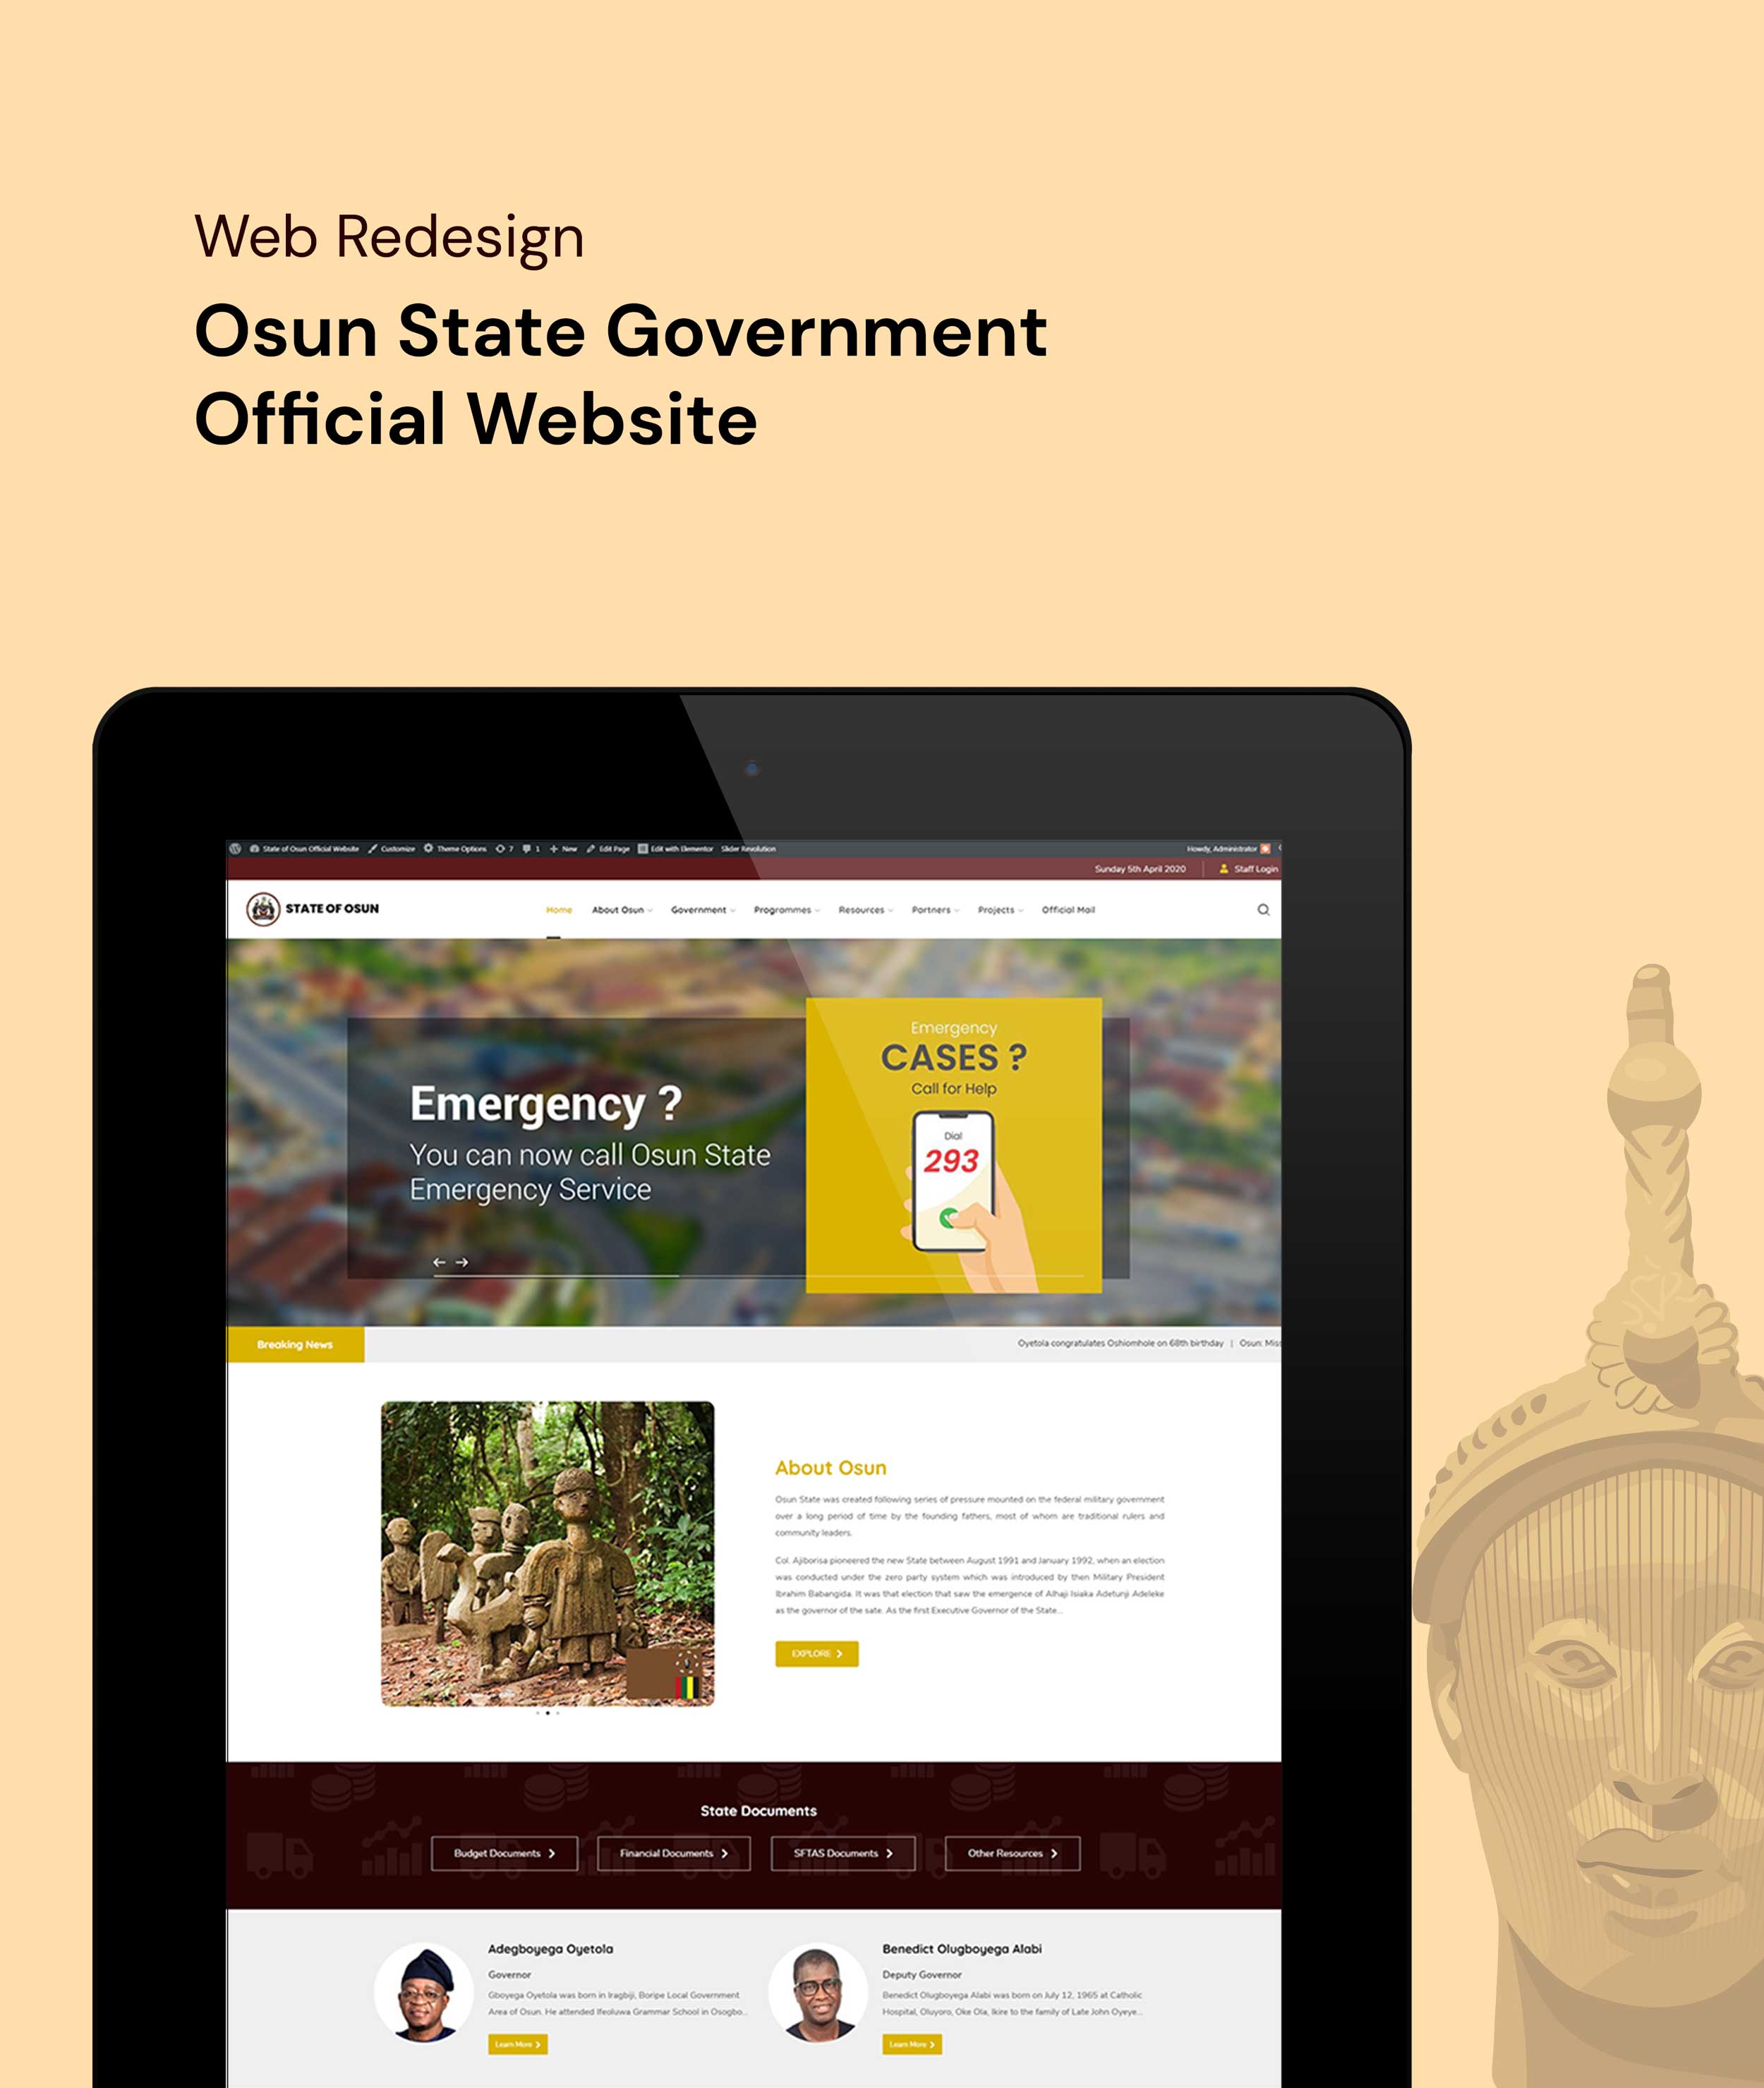 Web Redesign
Osun State Government
Official Website
State of Osun Official Website Customize Theme Options 7 1 New Edit Page Edit with Elementor Slider Revolution Howdy, Administrator
Sunday 5th April 2020 Staff Login
STATE OF OSUN Home About Osun Government Programmes Resources Partners Projects Official Mail
Emergency
CASES ?
Call for Help
Dial
293
Emergency ?
You can now call Osun State
Emergency Service
Breaking News Oyetola congratulates Oshiomhole on 68th birthday | Osun: Miss
About Osun
Osun State was created following series of pressure mounted on the federal military government
over a long period of time by the founding fathers, most of whom are traditional rulers and
community leaders.
Col. Ajiborisa pioneered the new State between August 1991 and January 1992, when an election
was conducted under the zero party system which was introduced by then Military President
Ibrahim Babangida. It was that election that saw the emergence of Alhaji Isiaka Adetunji Adeleke
as the governor of the sate. As the first Executive Governor of the State...
EXPLORE
State Documents
Budget Documents Financial Documents SFTAS Documents Other Resources
Adegboyega Oyetola
Governor
Gboyega Oyetola was born in Iragbiji, Boripe Local Government
Area of Osun. He attended Ifeoluwa Grammar School in Osogbo...
Learn More
Benedict Olugboyega Alabi
Deputy Governor
Benedict Olugboyega Alabi was born on July 12, 1965 at Catholic
Hospital, Oluyoro, Oke Ola, Ikire to the family of Late John Oyeye...
Learn More